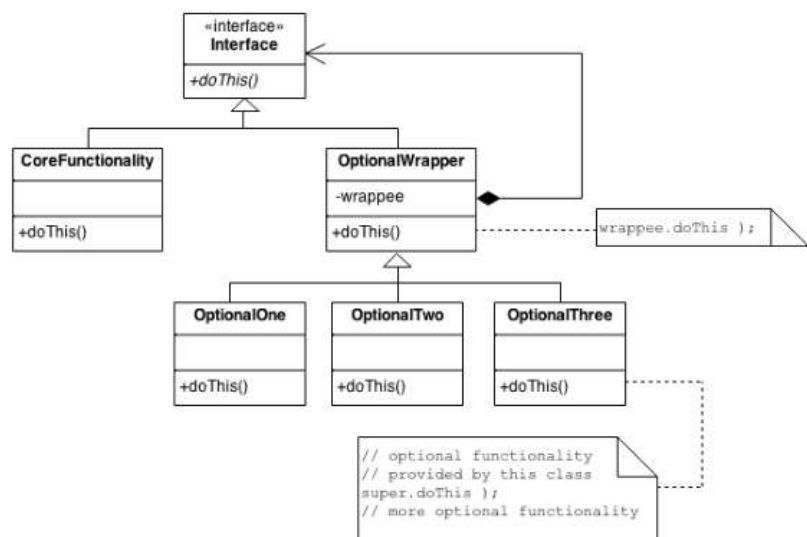 «interface»
Interface
+doThis()
CoreFunctionality
+doThis()
OptionalWrapper
-wrappee
+doThis()
wrappee.doThis );
OptionalOne
+doThis()
OptionalTwo
+doThis()
OptionalThree
+doThis()
// optional functionality
// provided by this class
super.doThis );
// more optional functionality